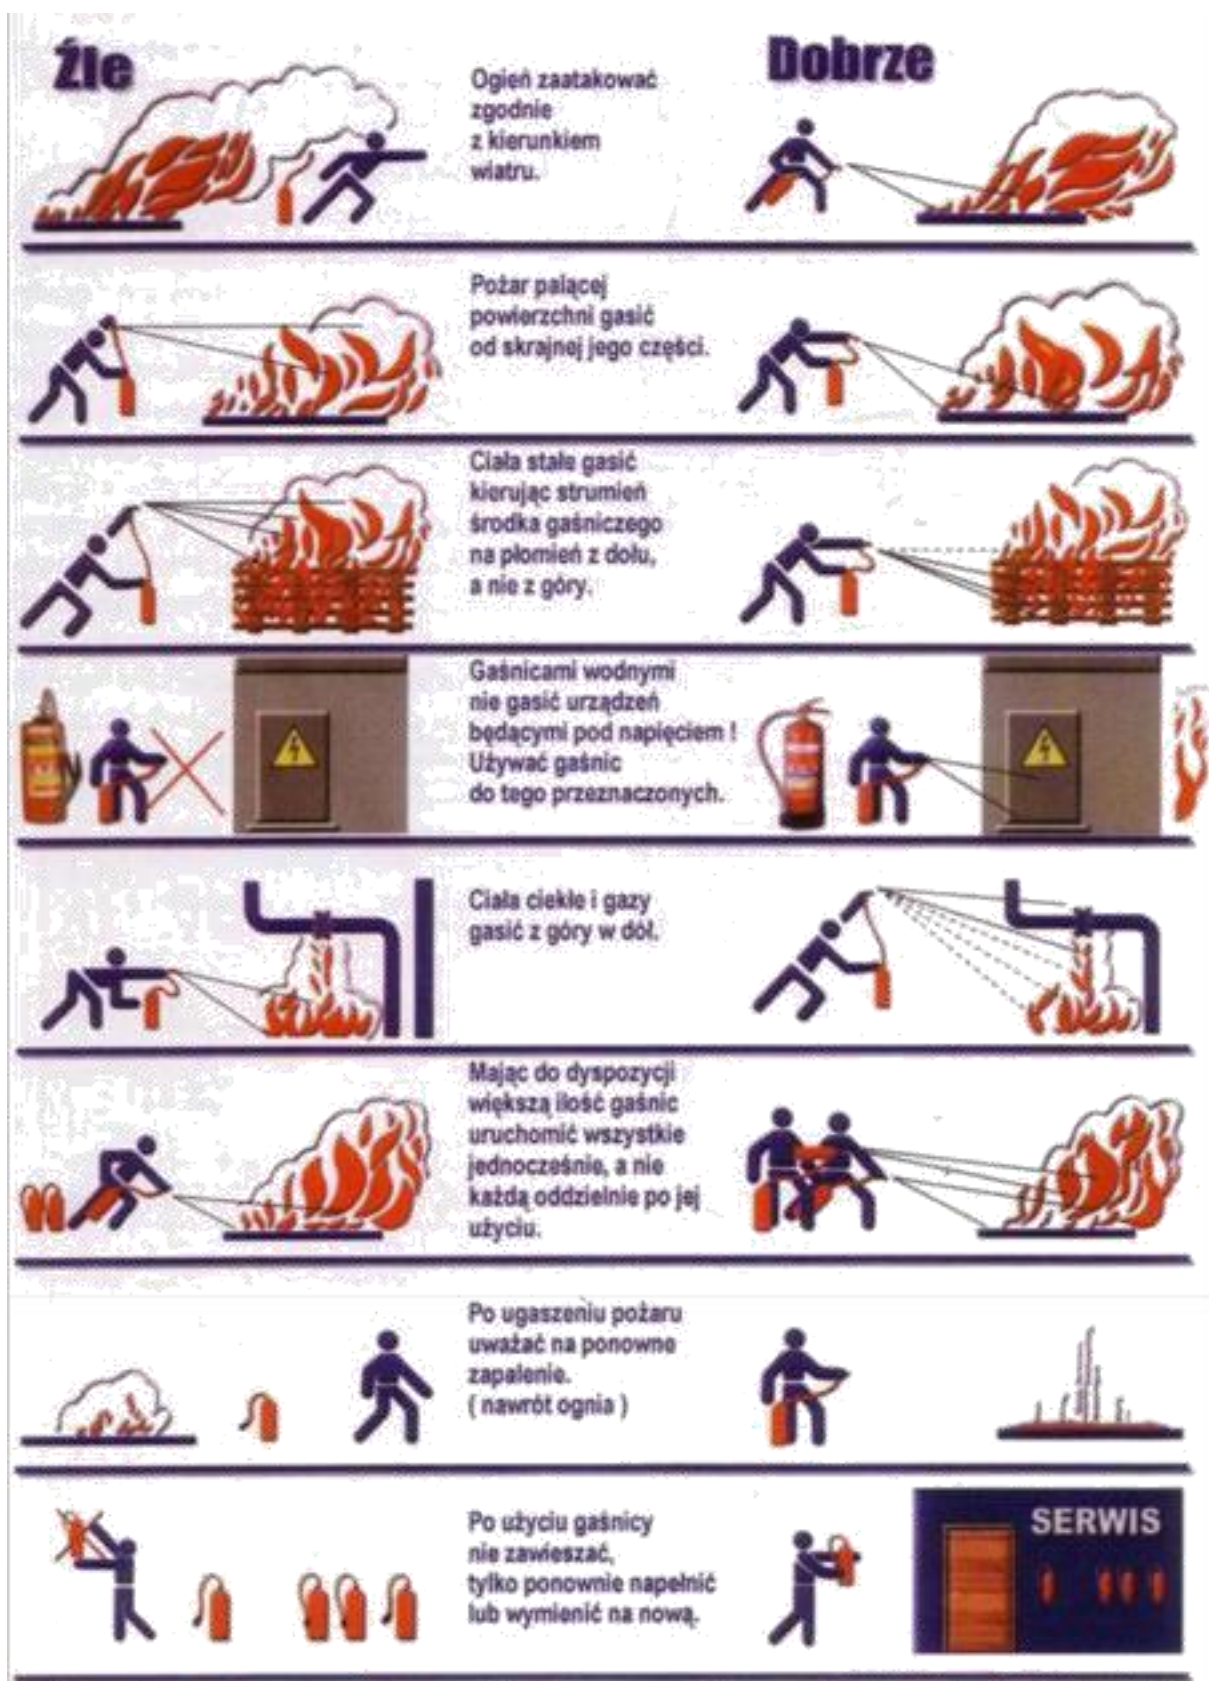 Źle
Dobrze
Ogień zaatakować
zgodnie
z kierunkiem
wiatru.
Pożar palącej
powierzchni gasić
od skrajnej jego części.
Ciała stałe gasić
kierując strumień
środka gaśniczego
na płomień z dołu,
a nie z góry.
Gaśnicami wodnymi
nie gasić urządzeń
będącymi pod napięciem !
Używać gaśnic
do tego przeznaczonych.
Ciała ciekłe i gazy
gasić z góry w dół.
Mając do dyspozycji
większą ilość gaśnic
uruchomić wszystkie
jednocześnie, a nie
każdą oddzielnie po jej
użyciu.
Po ugaszeniu pożaru
uważać na ponowne
zapalenie.
( nawrót ognia )
Po użyciu gaśnicy
nie zawieszać,
tylko ponownie napełnić
lub wymienić na nową.
SERWIS